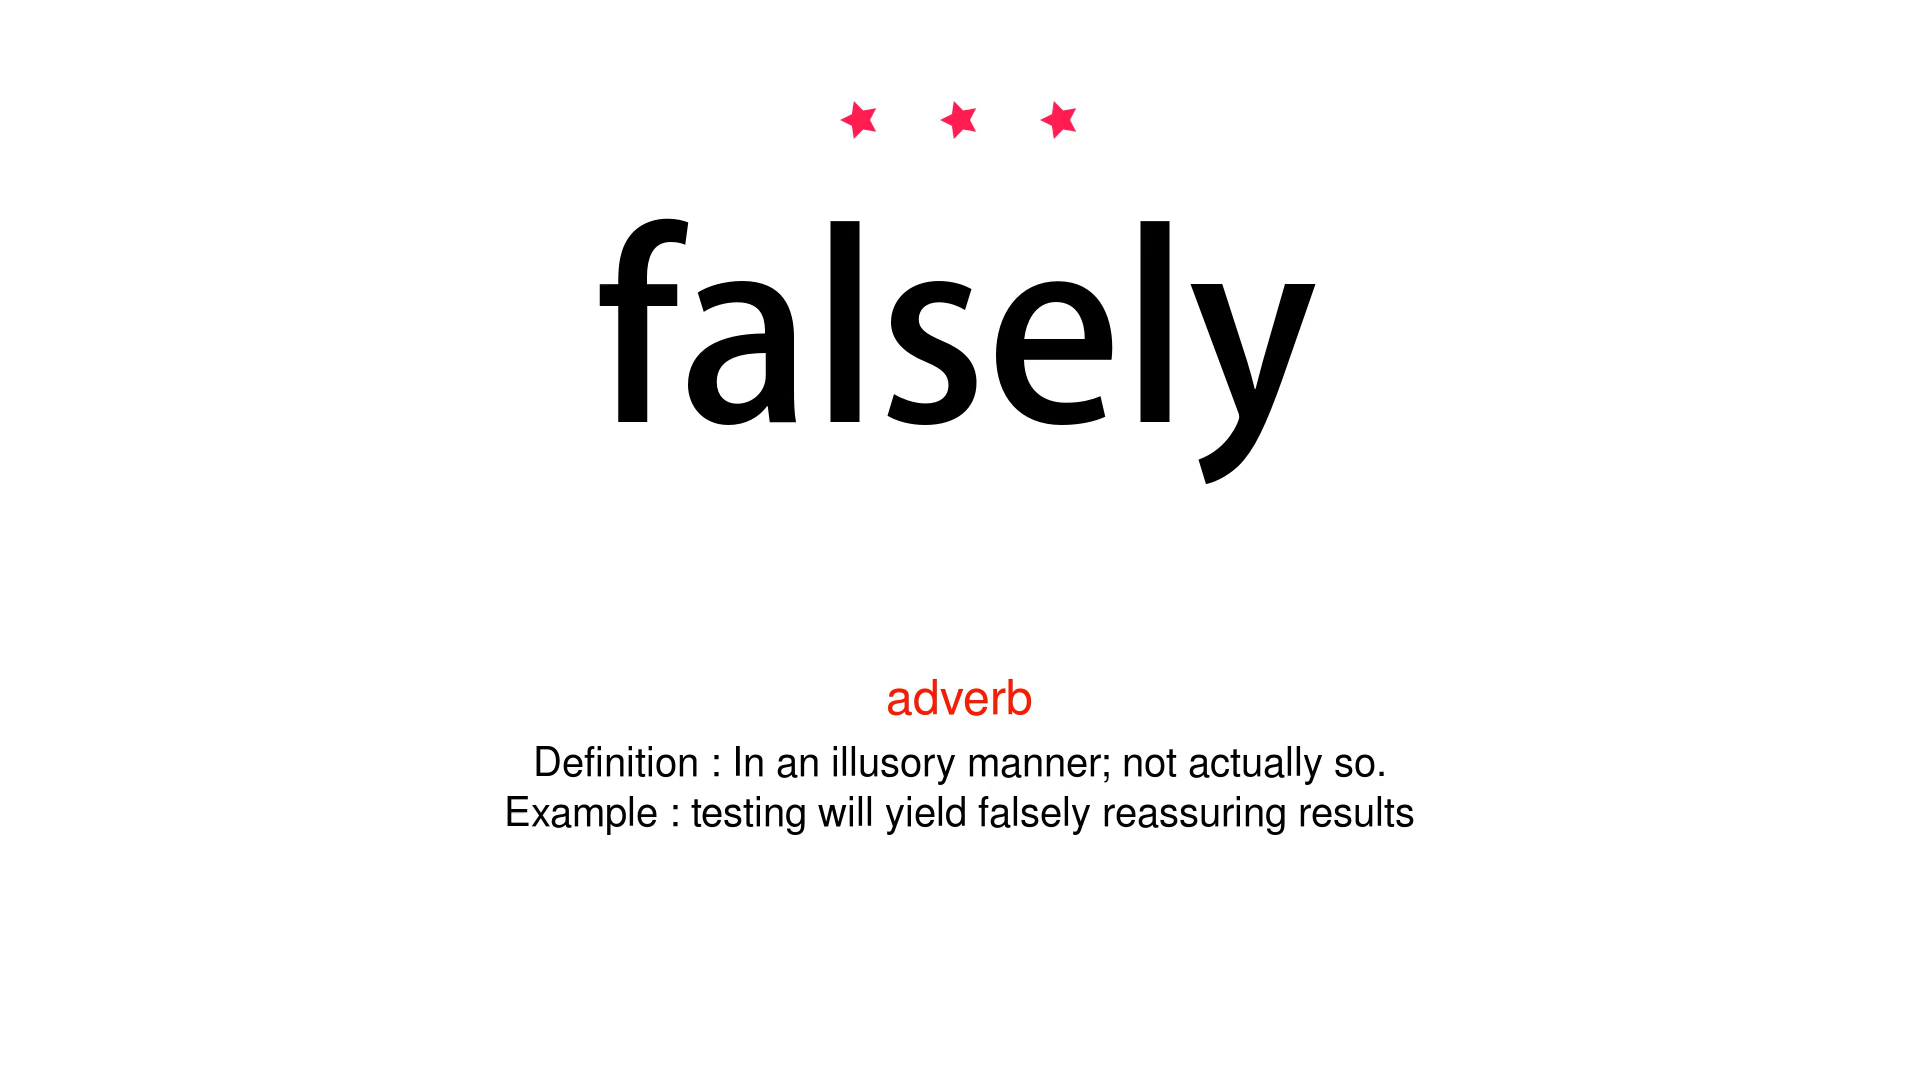 falsely
adverb
Definition : In an illusory manner; not actually so.
Example : testing will yield falsely reassuring results